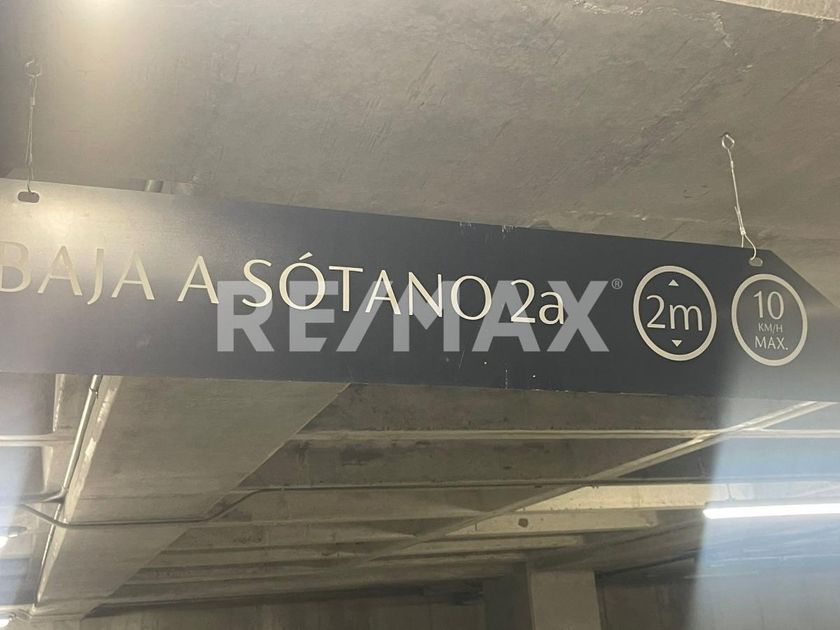 BAJA A SÓTANO 2a
2m
10
KM/H
MAX.
RE/MAX®